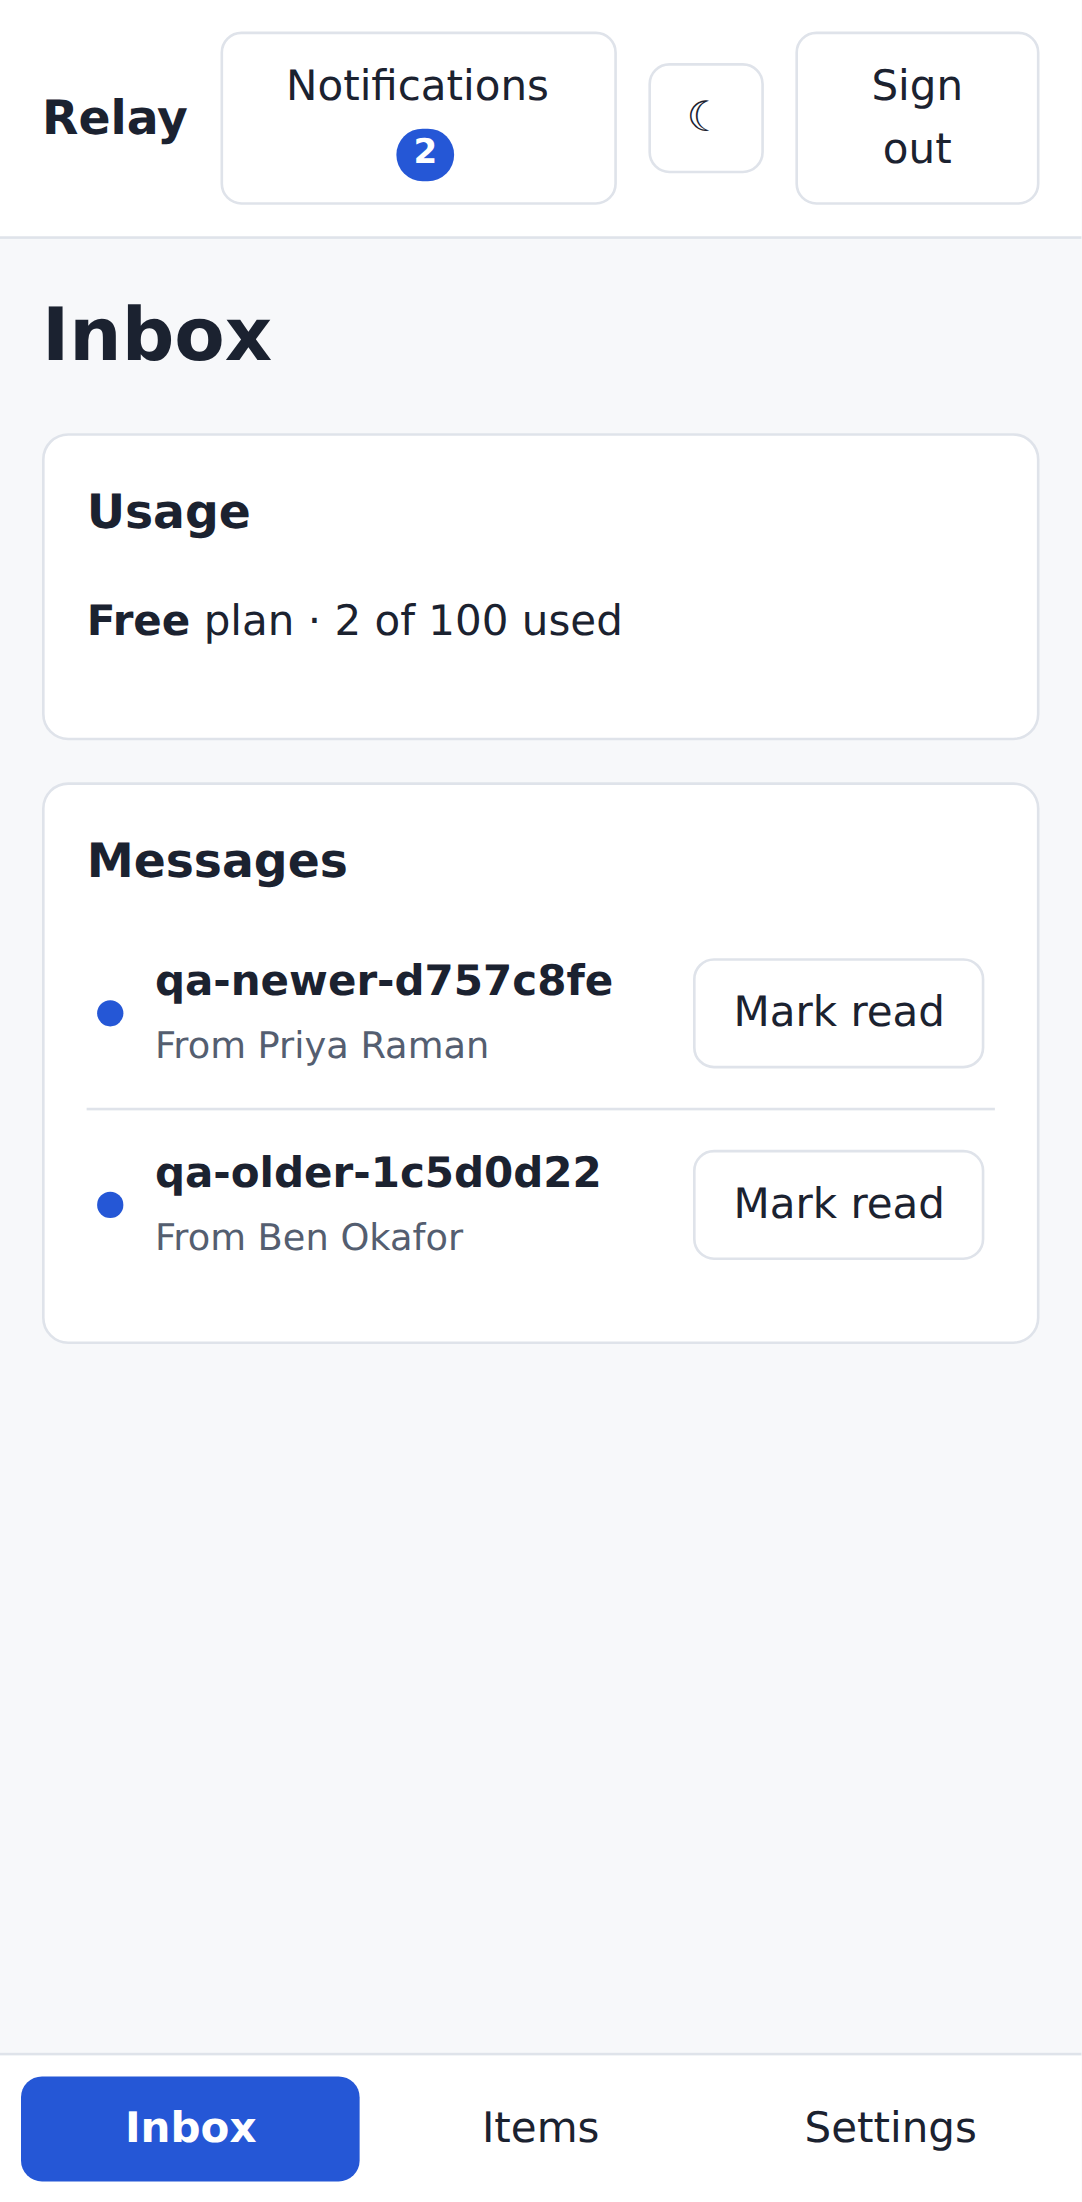 Relay
Notifications
2
☾
Sign
out
Inbox
Usage
Free plan · 2 of 100 used
Messages
qa-newer-d757c8fe
From Priya Raman
Mark read
qa-older-1c5d0d22
From Ben Okafor
Mark read
Inbox
Items
Settings